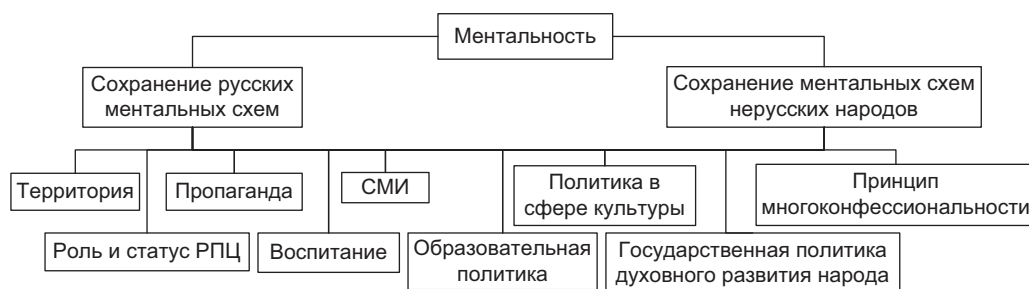 Ментальность
Сохранение русских
ментальных схем
Сохранение ментальных схем
нерусских народов
Территория
Пропаганда
СМИ
Политика в
сфере культуры
Принцип
многоконфессиональности
Роль и статус РПЦ
Воспитание
Образовательная
политика
Государственная политика
духовного развития народа